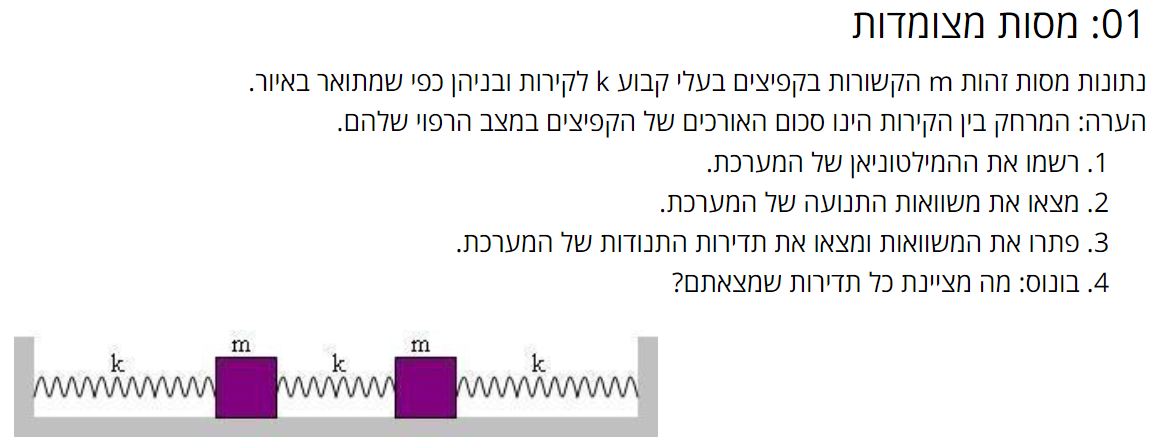 01: מסות מצומדות
נתונות מסות זהות m הקשורות בקפיצים בעלי קבוע k לקירות ובניהן כפי שמתואר באיור.
הערה: המרחק בין הקירות הינו סכום האורכים של הקפיצים במצב הרפוי שלהם.
1. רשמו את ההמילטוניאן של המערכת.
2. מצאו את משוואות התנועה של המערכת.
3. פתרו את המשוואות ומצאו את תדירות התנודות של המערכת.
4. בונוס: מה מציינת כל תדירות שמצאתם?
m m
k k k